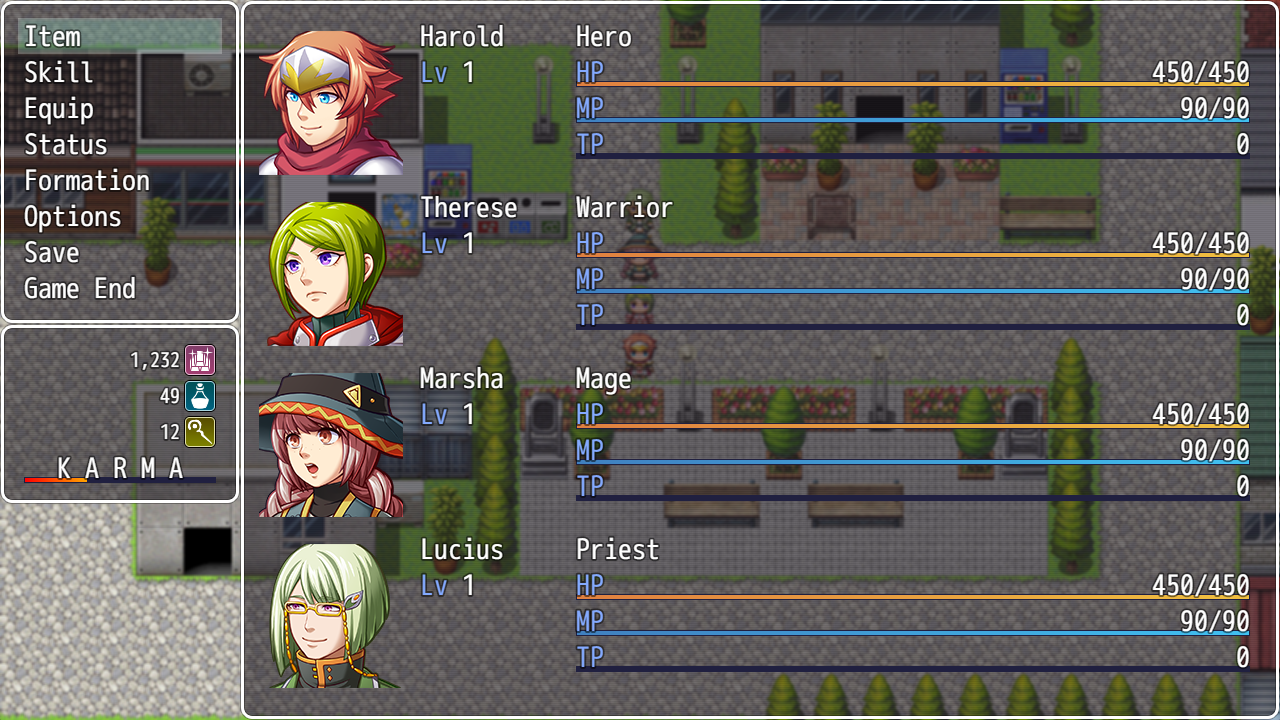 Item
Skill
Equip
Status
Formation
Options
Save
Game End
1,232
49
12
KARMA
Harold Hero
Lv 1 HP 450/450
MP 90/90
TP 0
Therese Warrior
Lv 1 HP 450/450
MP 90/90
TP 0
Marsha Mage
Lv 1 HP 450/450
MP 90/90
TP 0
Lucius Priest
Lv 1 HP 450/450
MP 90/90
TP 0